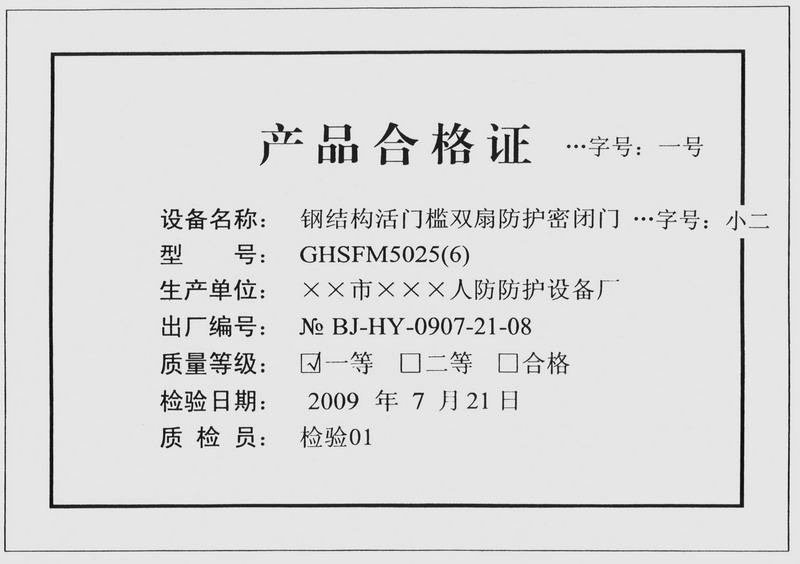 产品合格证 …字号：一号
设备名称： 钢结构活门槛双扇防护密闭门 …字号：小二
型 号： GHSFM5025(6)
生产单位： ××市×××人防防护设备厂
出厂编号： № BJ-HY-0907-21-08
质量等级： ☑一等 □二等 □合格
检验日期： 2009 年 7 月21日
质 检 员： 检验01